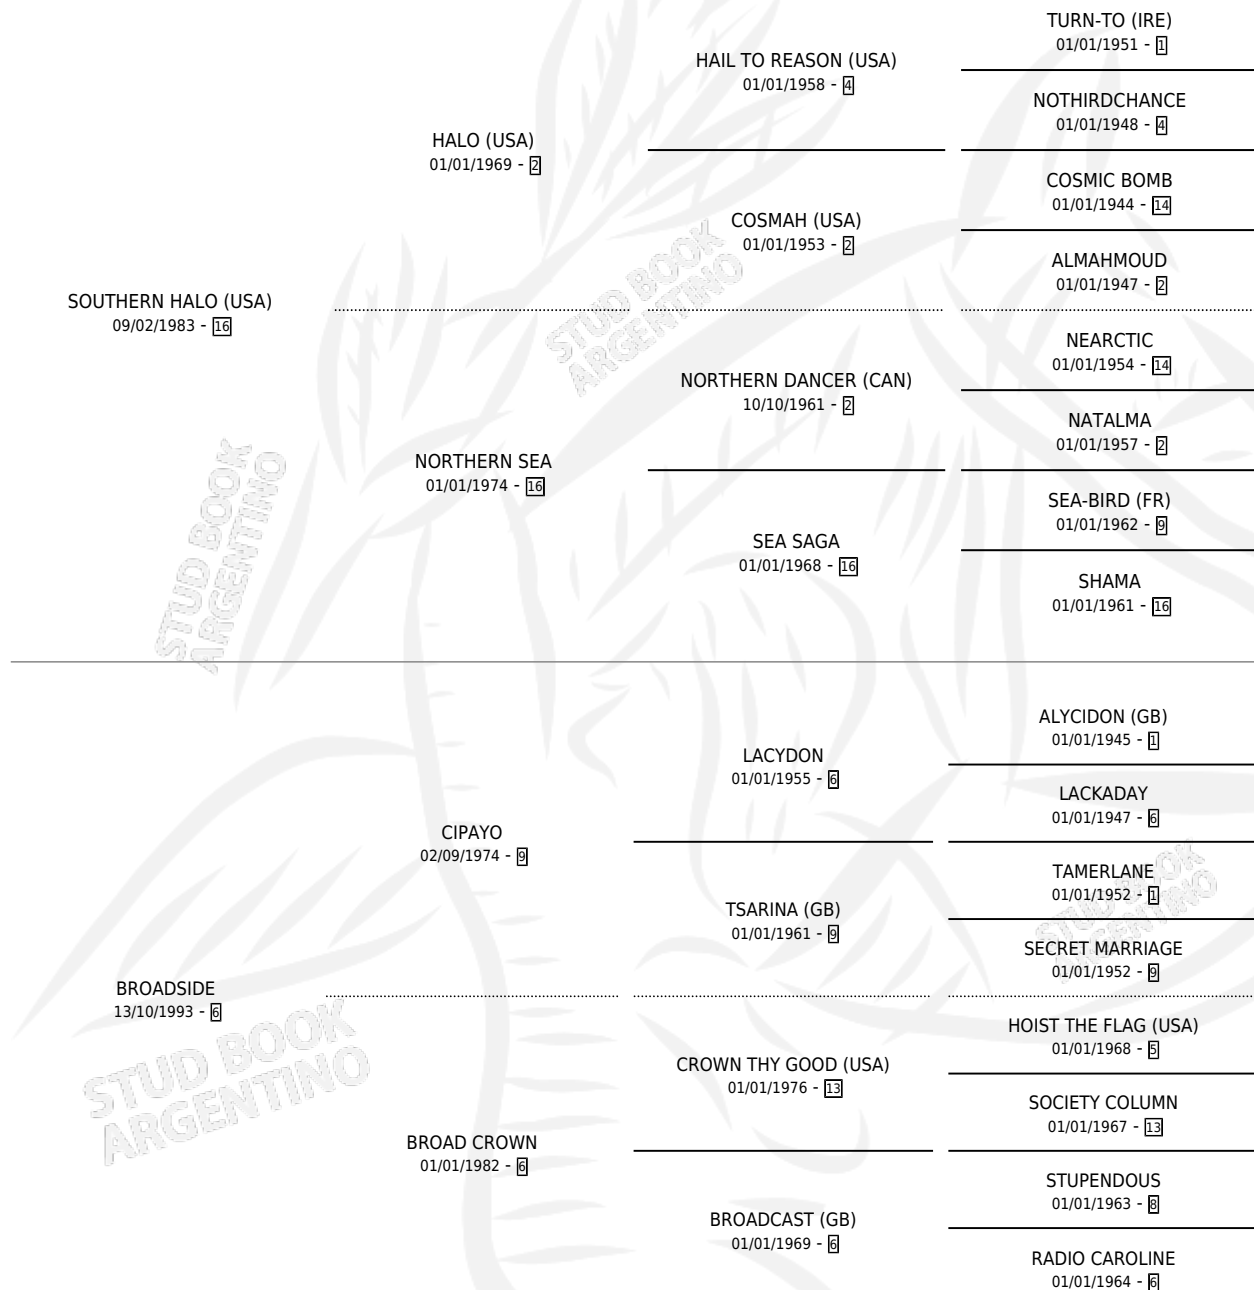 TURN-TO (IRE)
01/01/1951 - 1
HAIL TO REASON (USA)
01/01/1958 - 4
NOTHIRDCHANCE
01/01/1948 - 4
HALO (USA)
01/01/1969 - 2
COSMIC BOMB
01/01/1944 - 14
COSMAH (USA)
01/01/1953 - 2
ALMAHMOUD
01/01/1947 - 2
SOUTHERN HALO (USA)
09/02/1983 - 16
STUD BOOK
ARGENTINO
NEARCTIC
01/01/1954 - 14
NORTHERN DANCER (CAN)
10/10/1961 - 2
NATALMA
01/01/1957 - 2
NORTHERN SEA
01/01/1974 - 16
SEA-BIRD (FR)
01/01/1962 - 9
SEA SAGA
01/01/1968 - 16
SHAMA
01/01/1961 - 16
STUD BOOK
ARGENTINO
ALYCIDON (GB)
01/01/1945 - 1
LACYDON
01/01/1955 - 6
LACKADAY
01/01/1947 - 6
CIPAYO
02/09/1974 - 9
TAMERLANE
01/01/1952 - 1
TSARINA (GB)
01/01/1961 - 9
SECRET MARRIAGE
01/01/1952 - 9
STUD BOOK
ARGENTINO
BROADSIDE
13/10/1993 - 6
HOIST THE FLAG (USA)
01/01/1968 - 5
CROWN THY GOOD (USA)
01/01/1976 - 13
SOCIETY COLUMN
01/01/1967 - 13
STUD BOOK
ARGENTINO
BROAD CROWN
01/01/1982 - 6
STUPENDOUS
01/01/1963 - 8
BROADCAST (GB)
01/01/1969 - 6
RADIO CAROLINE
01/01/1964 - 6